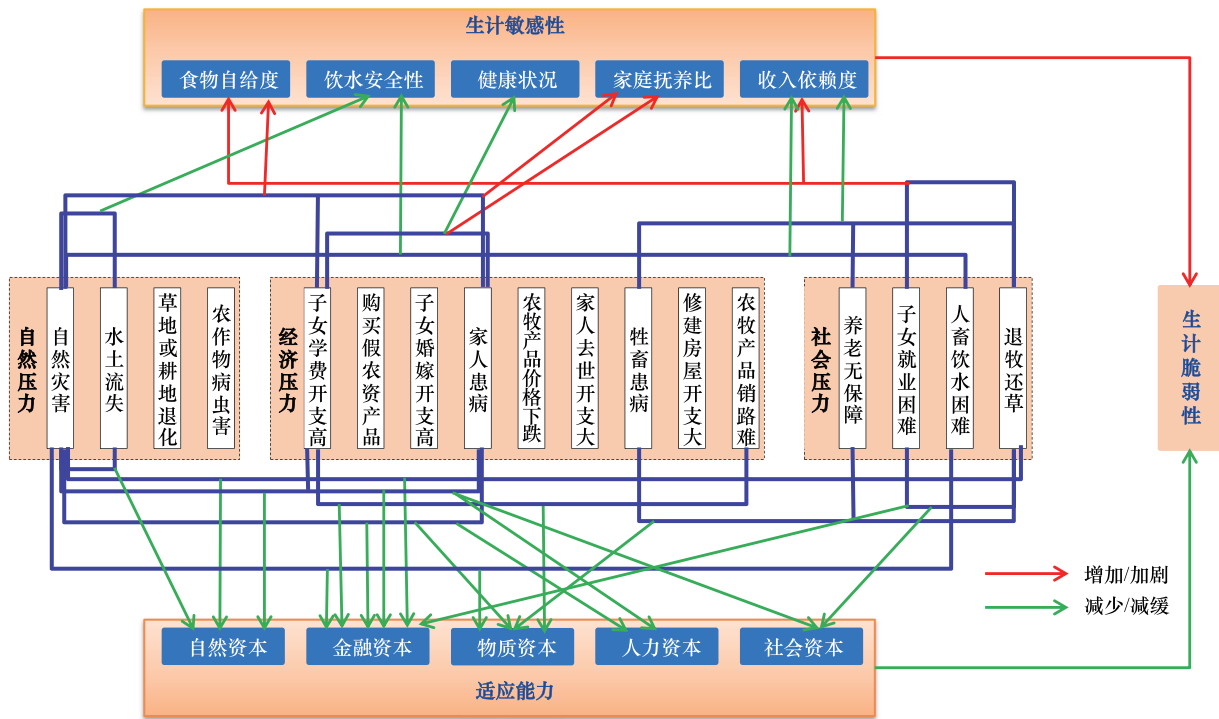 生计敏感性
食物自给度
饮水安全性
健康状况
家庭抚养比
收入依赖度
自然压力
自然灾害
水土流失
草地或耕地退化
农作物病虫害
经济压力
子女学费开支高
购买假农资产品
子女婚嫁开支高
家人患病
农牧产品价格下跌
家人去世开支大
牲畜患病
修建房屋开支大
农牧产品销路难
社会压力
养老无保障
子女就业困难
人畜饮水困难
退牧还草
生计脆弱性
增加/加剧
减少/减缓
自然资本
金融资本
物质资本
人力资本
社会资本
适应能力